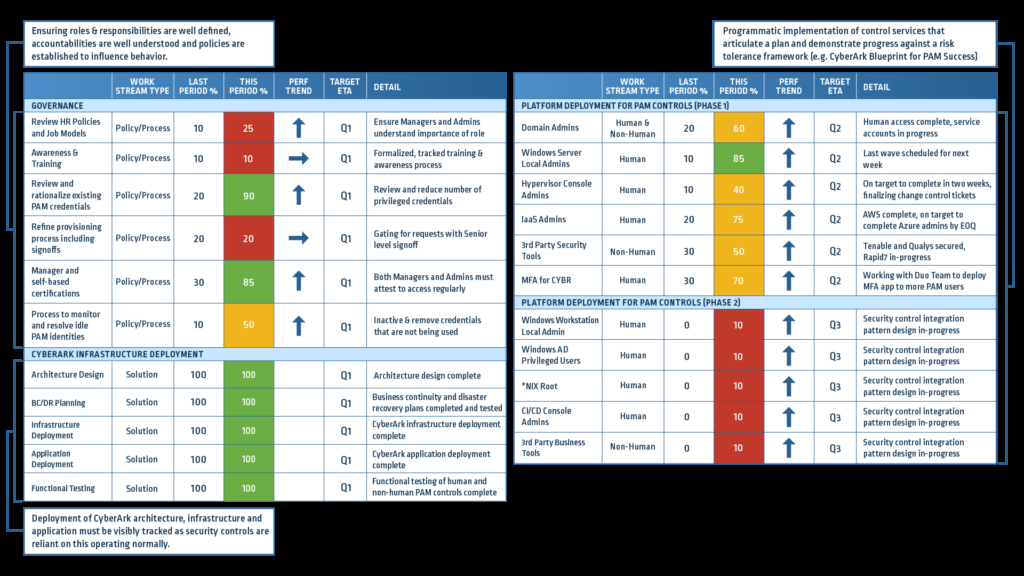 Ensuring roles & responsibilities are well defined,
accountabilities are well understood and policies are
established to influence behavior.
WORK STREAM TYPE LAST PERIOD % THIS PERIOD % PERF TREND TARGET ETA DETAIL
GOVERNANCE
Review HR Policies and Job Models Policy/Process 10 25 Q1 Ensure Managers and Admins understand importance of role
Awareness & Training Policy/Process 10 10 Q1 Formalized, tracked training & awareness process
Review and rationalize existing PAM credentials Policy/Process 20 90 Q1 Review and reduce number of privileged credentials
Refine provisioning process including signoffs Policy/Process 20 20 Q1 Gating for requests with Senior level signoff
Manager and self-based certifications Policy/Process 30 85 Q1 Both Managers and Admins must attest to access regularly
Process to monitor and resolve idle PAM identities Policy/Process 10 50 Q1 Inactive & remove credentials that are not being used
CYBERARK INFRASTRUCTURE DEPLOYMENT
Architecture Design Solution 100 100 Q1 Architecture design complete
BC/DR Planning Solution 100 100 Q1 Business continuity and disaster recovery plans completed and tested
Infrastructure Deployment Solution 100 100 Q1 CyberArk infrastructure deployment complete
Application Deployment Solution 100 100 Q1 CyberArk application deployment complete
Functional Testing Solution 100 100 Q1 Functional testing of human and non-human PAM controls complete
Deployment of CyberArk architecture, infrastructure and
application must be visibly tracked as security controls are
reliant on this operating normally.
Programmatic implementation of control services that
articulate a plan and demonstrate progress against a risk
tolerance framework (e.g. CyberArk Blueprint for PAM Success)
WORK STREAM TYPE LAST PERIOD % THIS PERIOD % PERF TREND TARGET ETA DETAIL
PLATFORM DEPLOYMENT FOR PAM CONTROLS (PHASE 1)
Domain Admins Human & Non-Human 20 60 Q2 Human access complete, service accounts in progress
Windows Server Local Admins Human 10 85 Q2 Last wave scheduled for next week
Hypervisor Console Admins Human 10 40 Q2 On target to complete in two weeks, finalizing change control tickets
IaaS Admins Human 20 75 Q2 AWS complete, on target to complete Azure admins by EOQ
3rd Party Security Tools Non-Human 30 50 Q2 Tenable and Qualys secured, Rapid7 in-progress
MFA for CYBR Human 30 70 Q2 Working with Duo Team to deploy MFA app to more PAM users
PLATFORM DEPLOYMENT FOR PAM CONTROLS (PHASE 2)
Windows Workstation Local Admin Human 0 10 Q3 Security control integration pattern design in-progress
Windows AD Privileged Users Human 0 10 Q3 Security control integration pattern design in-progress
*NIX Root Human 0 10 Q3 Security control integration pattern design in-progress
CI/CD Console Admins Human 0 10 Q3 Security control integration pattern design in-progress
3rd Party Business Tools Non-Human 0 10 Q3 Security control integration pattern design in-progress